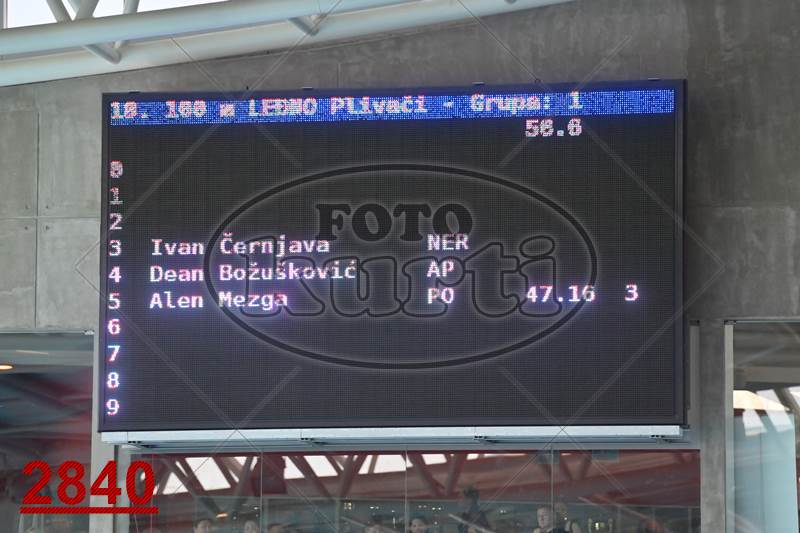 10. 100 m LEĐNO Plivači - Grupa: 1
56.6
0
1
2
3 Ivan Černjava NER
4 Dean Božušković AP
5 Alen Mezga PO 47.16 3
6
7
8
9
FOTO
kurti
2840